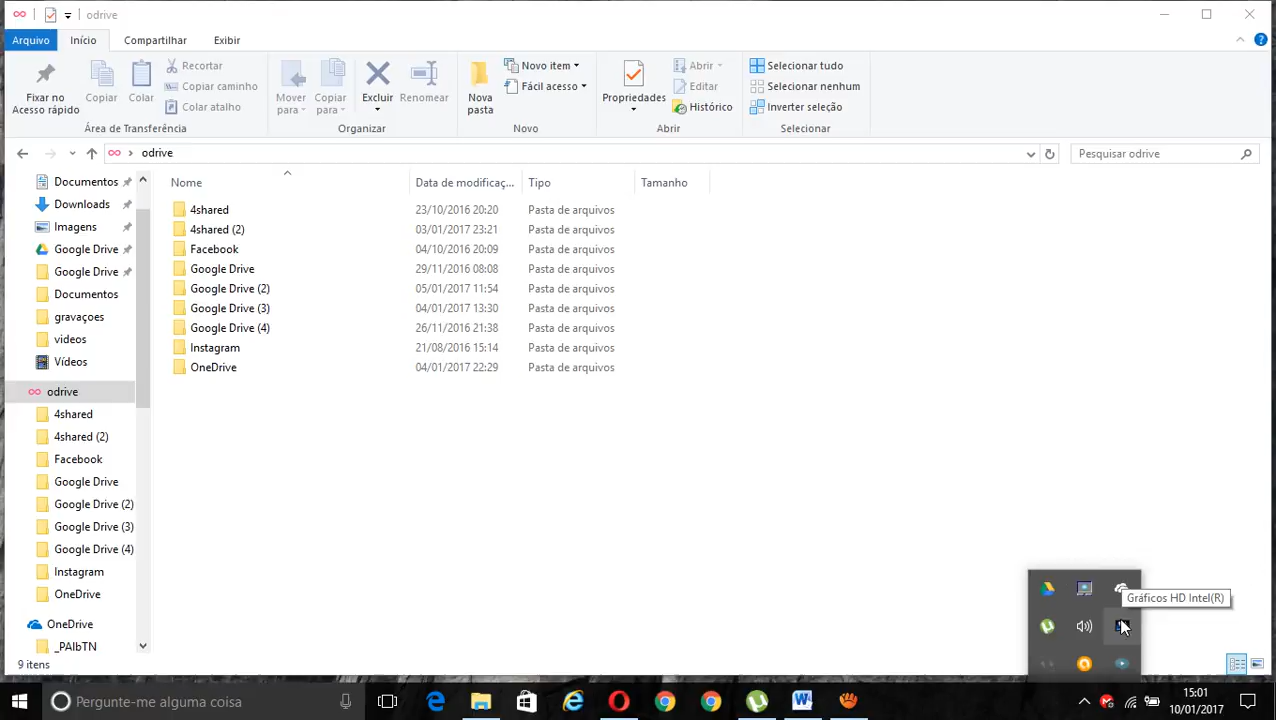 odrive
Arquivo Início Compartilhar Exibir
Fixar no Acesso rápido
Copiar
Colar
Recortar
Copiar caminho
Colar atalho
Mover para
Copiar para
Excluir
Renomear
Nova pasta
Novo item
Fácil acesso
Propriedades
Abrir
Editar
Histórico
Selecionar tudo
Selecionar nenhum
Inverter seleção
Área de Transferência Organizar Novo Abrir Selecionar
odrive
Pesquisar odrive
Nome Data de modificaç... Tipo Tamanho
4shared 23/10/2016 20:20 Pasta de arquivos
4shared (2) 03/01/2017 23:21 Pasta de arquivos
Facebook 04/10/2016 20:09 Pasta de arquivos
Google Drive 29/11/2016 08:08 Pasta de arquivos
Google Drive (2) 05/01/2017 11:54 Pasta de arquivos
Google Drive (3) 04/01/2017 13:30 Pasta de arquivos
Google Drive (4) 26/11/2016 21:38 Pasta de arquivos
Instagram 21/08/2016 15:14 Pasta de arquivos
OneDrive 04/01/2017 22:29 Pasta de arquivos
Documentos
Downloads
Imagens
Google Drive
Google Drive
Documentos
gravaçoes
videos
Vídeos
odrive
4shared
4shared (2)
Facebook
Google Drive
Google Drive (2)
Google Drive (3)
Google Drive (4)
Instagram
OneDrive
OneDrive
_PAIbTN
9 itens
Gráficos HD Intel(R)
Pergunte-me alguma coisa
15:01
10/01/2017